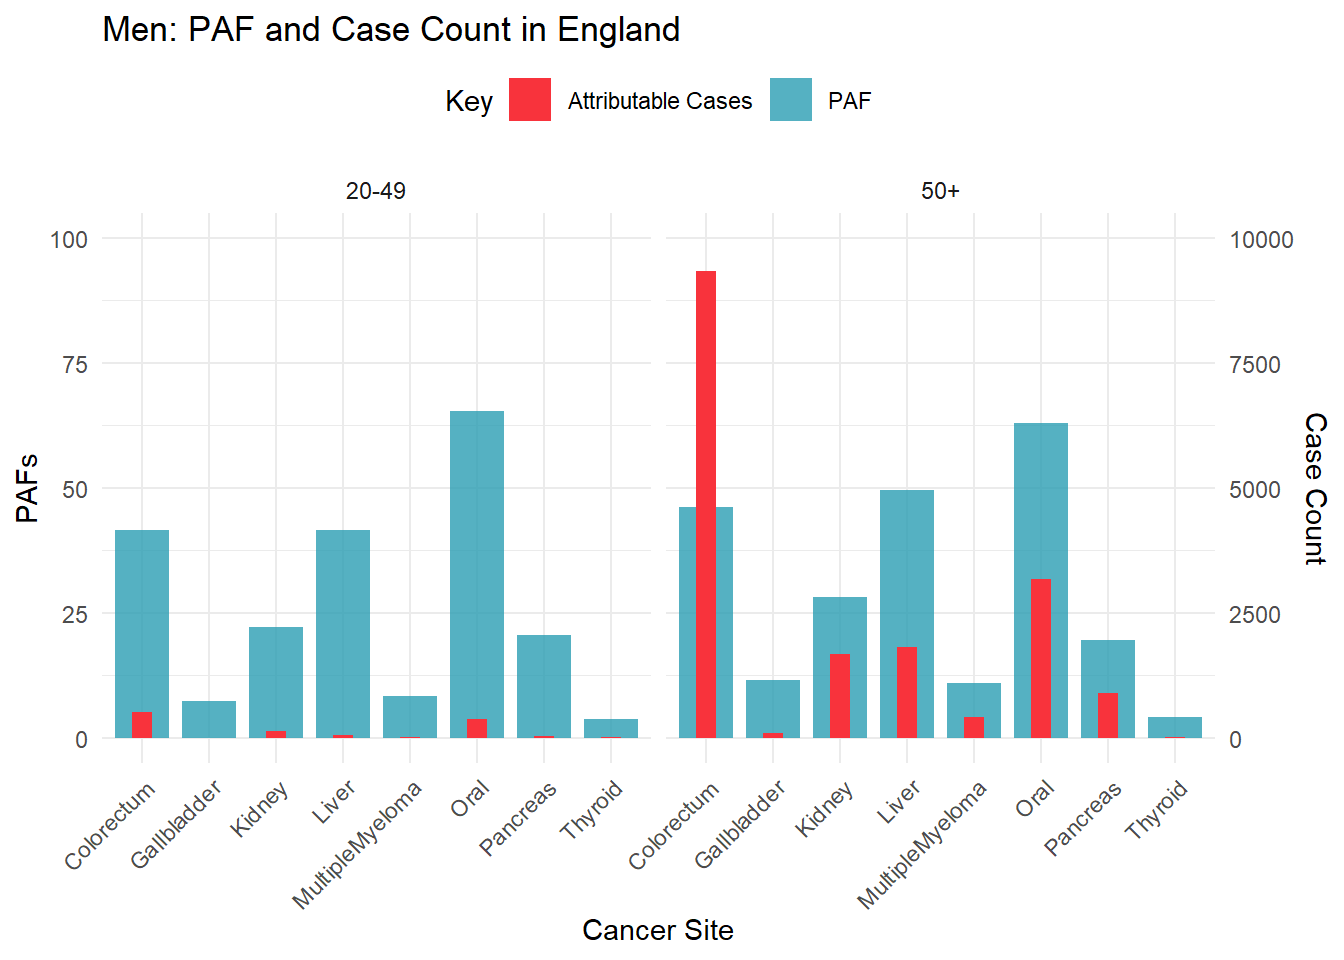 Men: PAF and Case Count in England
Key Attributable Cases PAF
20-49 50+
100 10000
75 7500
50 5000
25 2500
0 0
PAFs
Case Count
Colorectum Gallbladder Kidney Liver MultipleMyeloma Oral Pancreas Thyroid Colorectum Gallbladder Kidney Liver MultipleMyeloma Oral Pancreas Thyroid
Cancer Site